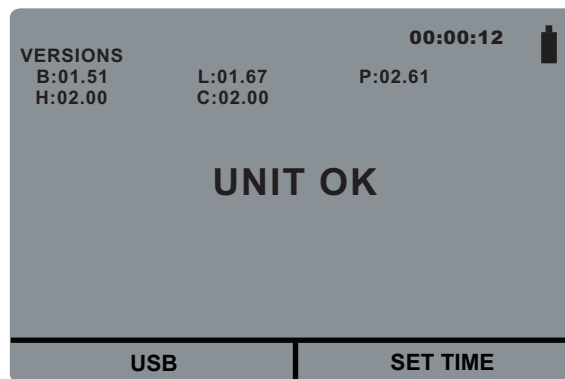 00:00:12
VERSIONS
B:01.51 L:01.67 P:02.61
H:02.00 C:02.00
UNIT OK
USB SET TIME